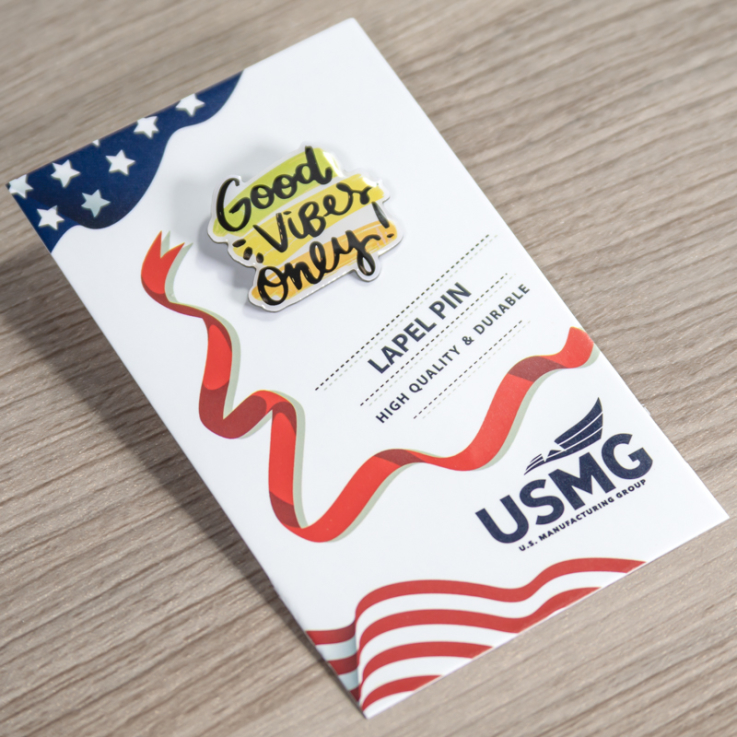 Good
Vibes
Only!
LAPEL PIN
HIGH QUALITY & DURABLE
USMG
U.S. MANUFACTURING GROUP